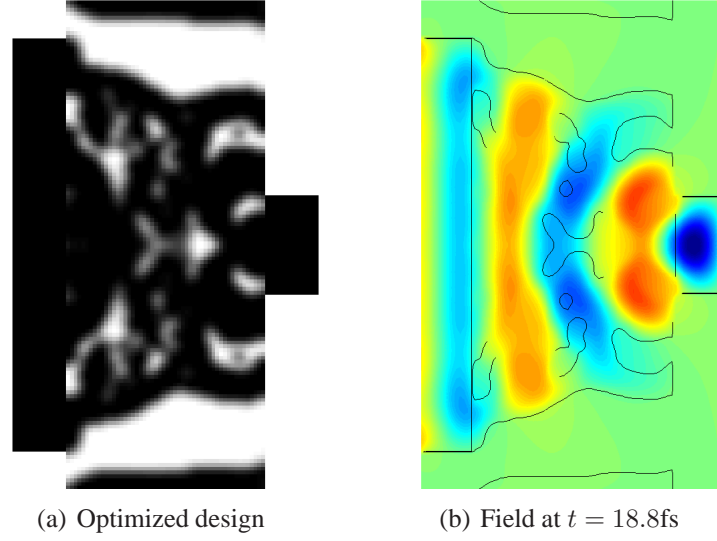 (a) Optimized design
(b) Field at t = 18.8fs